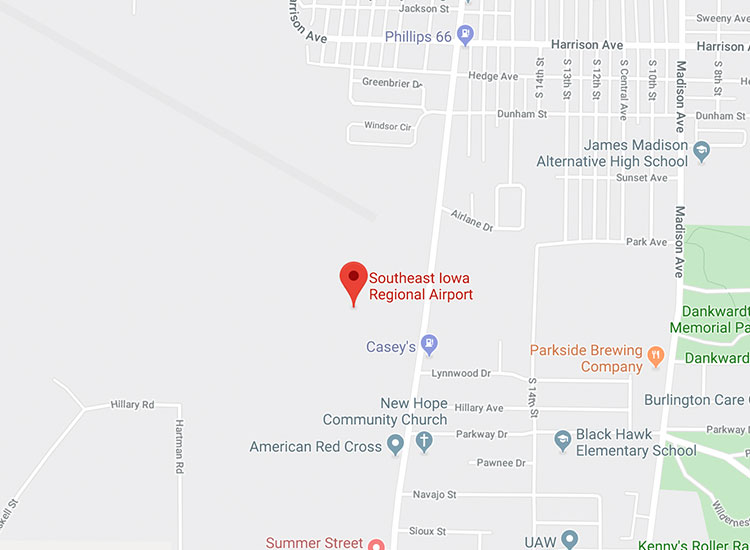 Jackson St
Sweeny Ave
Harrison Ave
Phillips 66
Harrison Ave
Harrison A
Hedge Ave
S 14th St
S 13th St
S 12th St
S Central Ave
S 10th St
Madison Ave
S 8th St
Greenbrier Dr
Dunham St
Dunham St
Windsor Cir
James Madison
Alternative High School
Sunset Ave
Airlane Dt
Madison Ave
Park Ave
Southeast Iowa
Regional Airport
Dankwardt
Memorial Pa
Casey's
Parkside Brewing
Company
Dankward
Lynnwood Dr
S 14th St
Burlington Care C
Hillary Rd
New Hope
Community Church
Hillary Ave
Hartman Rd
Parkway Dr
Parkway D
American Red Cross
Black Hawk
Elementary School
Pawnee Dr
Navajo St
skell St
Wilderness
Sioux St
Summer Street
UAW
Kenny's Roller Ra